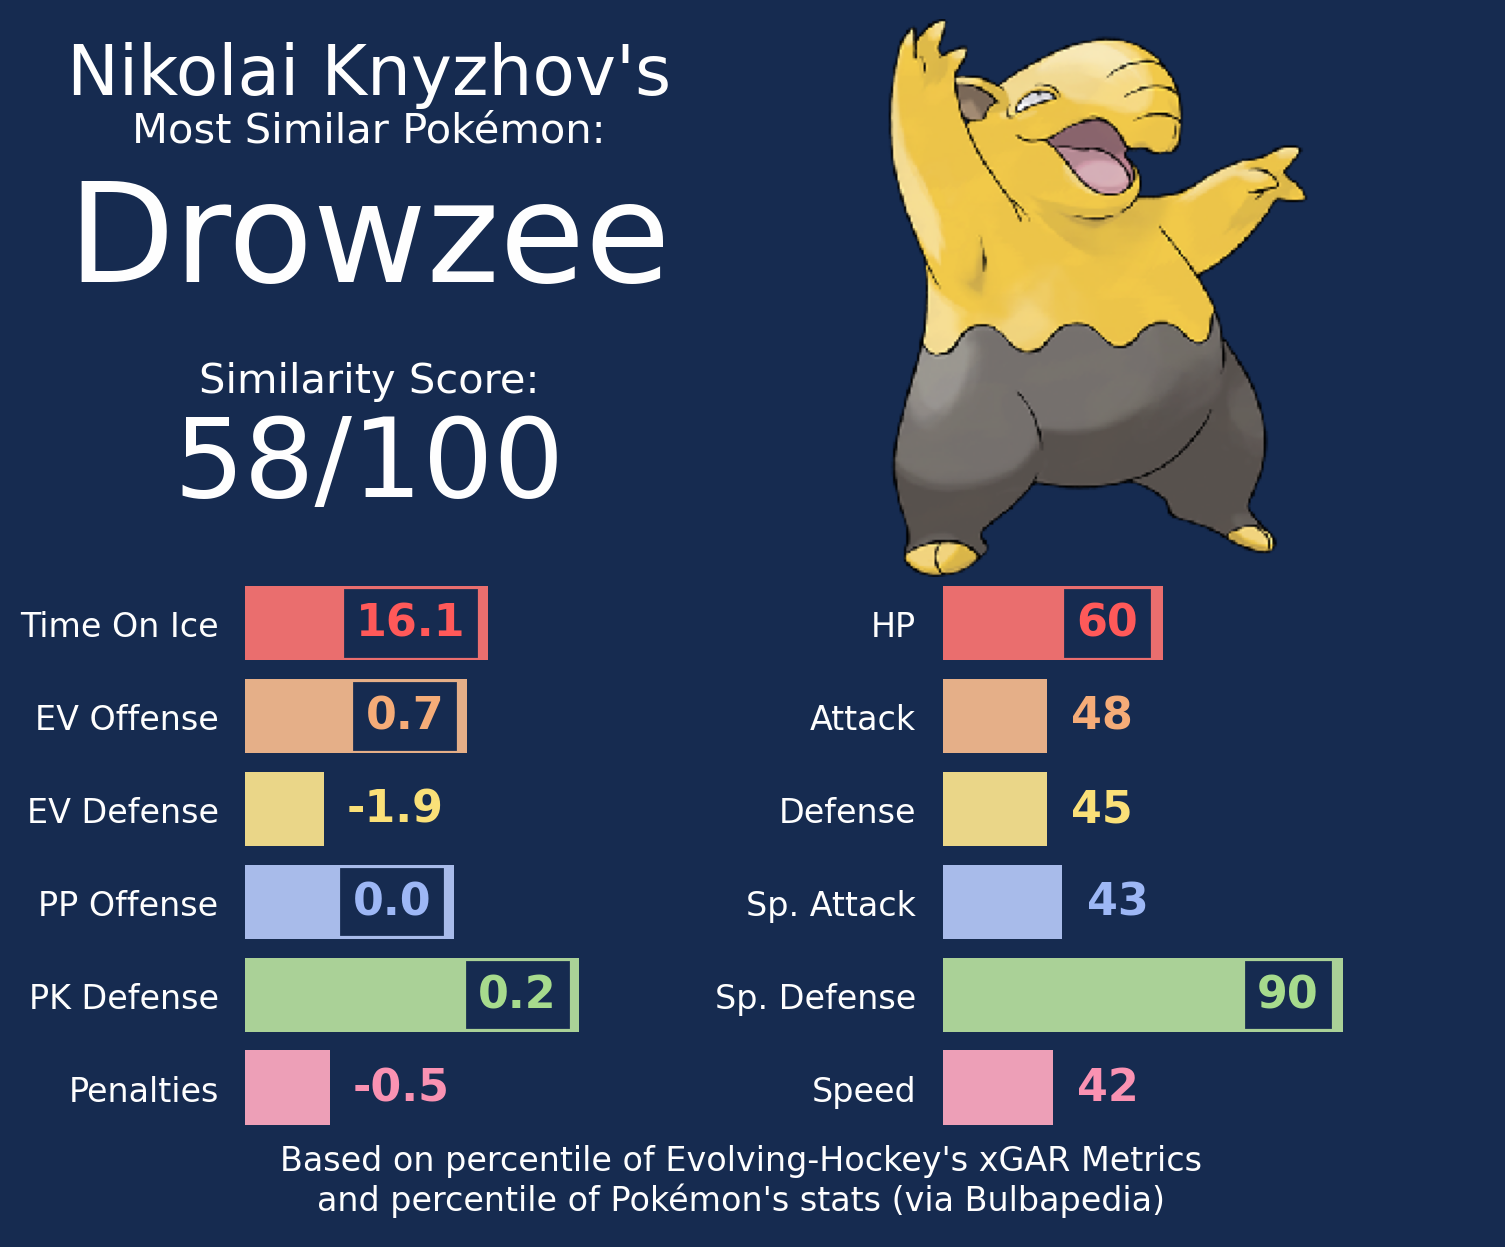 Nikolai Knyzhov's
Most Similar Pokémon:
Drowzee
Similarity Score:
58/100
Time On Ice 16.1
EV Offense 0.7
EV Defense -1.9
PP Offense 0.0
PK Defense 0.2
Penalties -0.5
HP 60
Attack 48
Defense 45
Sp. Attack 43
Sp. Defense 90
Speed 42
Based on percentile of Evolving-Hockey's xGAR Metrics
and percentile of Pokémon's stats (via Bulbapedia)